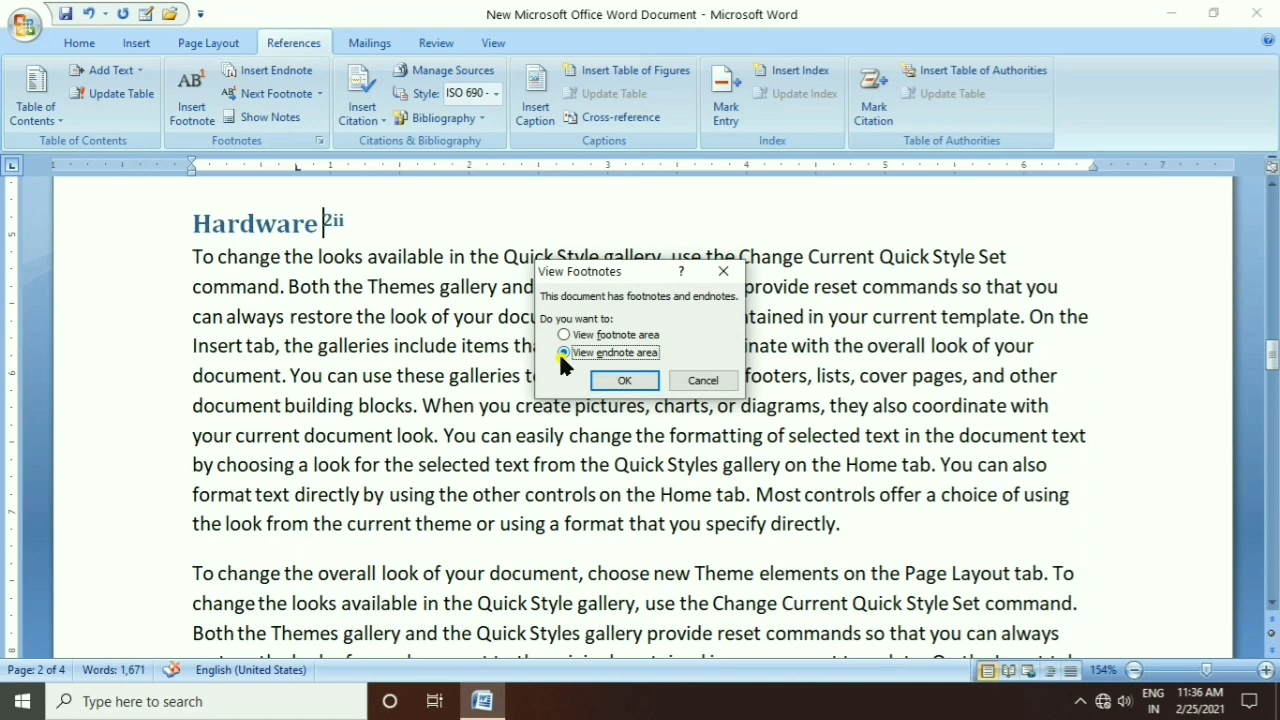 New Microsoft Office Word Document - Microsoft Word
Home Insert Page Layout References Mailings Review View
Table of Contents
Add Text
Update Table
Table of Contents
AB¹ Insert Footnote
Insert Endnote
Next Footnote
Show Notes
Footnotes
Insert Citation
Manage Sources
Style: ISO 690 -
Bibliography
Citations & Bibliography
Insert Caption
Insert Table of Figures
Update Table
Cross-reference
Captions
Mark Entry
Insert Index
Update Index
Index
Mark Citation
Insert Table of Authorities
Update Table
Table of Authorities
1 1 2 3 4 5 6 7
Hardware 2ii
To change the looks available in the Quick Style gallery, use the Change Current Quick Style Set
command. Both the Themes gallery and provide reset commands so that you
can always restore the look of your docu tained in your current template. On the
Insert tab, the galleries include items tha inate with the overall look of your
document. You can use these galleries t footers, lists, cover pages, and other
document building blocks. When you create pictures, charts, or diagrams, they also coordinate with
your current document look. You can easily change the formatting of selected text in the document text
by choosing a look for the selected text from the Quick Styles gallery on the Home tab. You can also
format text directly by using the other controls on the Home tab. Most controls offer a choice of using
the look from the current theme or using a format that you specify directly.
To change the overall look of your document, choose new Theme elements on the Page Layout tab. To
change the looks available in the Quick Style gallery, use the Change Current Quick Style Set command.
Both the Themes gallery and the Quick Styles gallery provide reset commands so that you can always
View Footnotes ?
This document has footnotes and endnotes.
Do you want to:
View footnote area
View endnote area
OK Cancel
Page: 2 of 4 Words: 1,671 English (United States) 154%
Type here to search
ENG IN
11:36 AM
2/25/2021